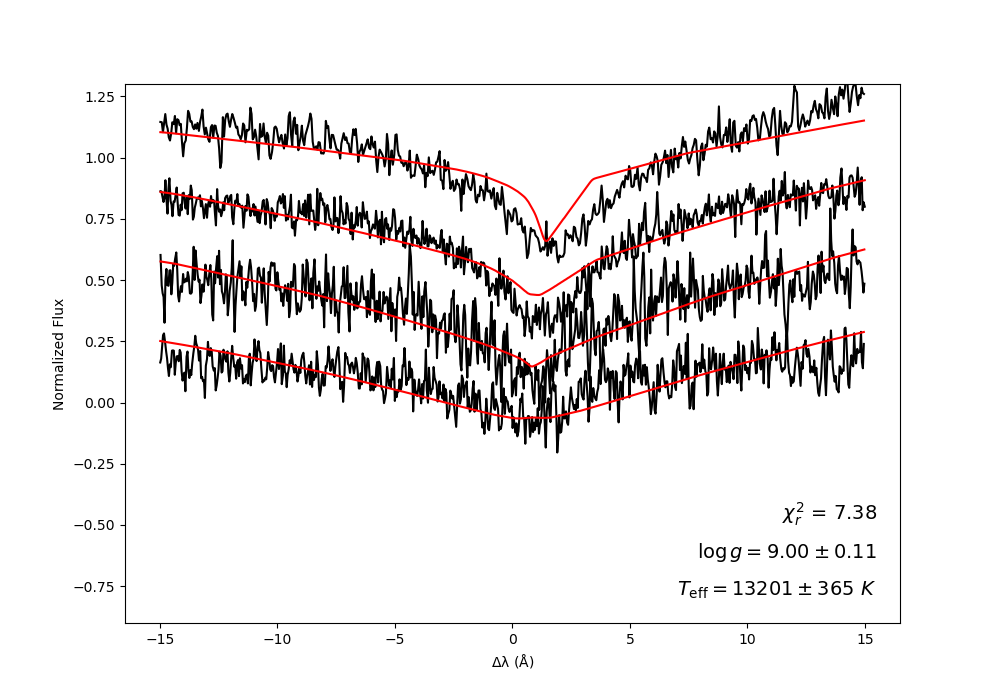 1.25
1.00
0.75
0.50
0.25
0.00
−0.25
−0.50
−0.75
Normalized Flux
χ²ᵣ = 7.38
log g = 9.00 ± 0.11
T_eff = 13201 ± 365 K
−15 −10 −5 0 5 10 15
Δλ (Å)